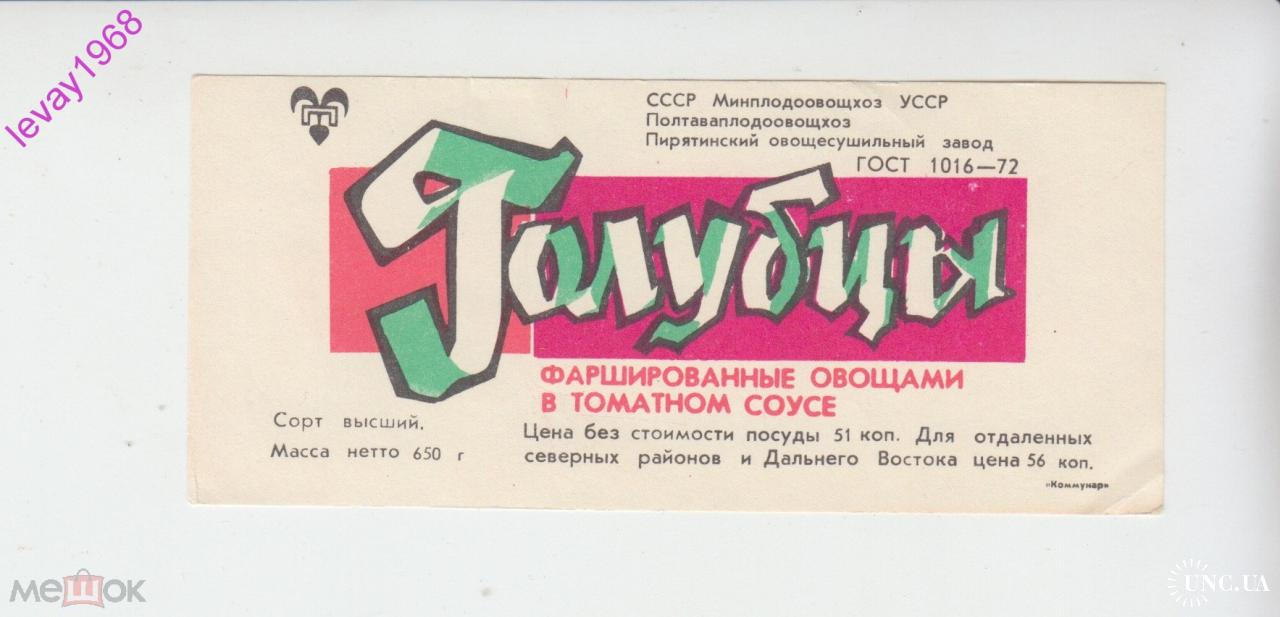 levay1968
СССР Минплодоовощхоз УССР
Полтаваплодоовощхоз
Пирятинский овощесушильный завод
ГОСТ 1016—72
Голубцы
ФАРШИРОВАННЫЕ ОВОЩАМИ
В ТОМАТНОМ СОУСЕ
Сорт высший.
Масса нетто 650 г
Цена без стоимости посуды 51 коп. Для отдаленных
северных районов и Дальнего Востока цена 56 коп.
«Коммунар»
мешок
UNC.UA